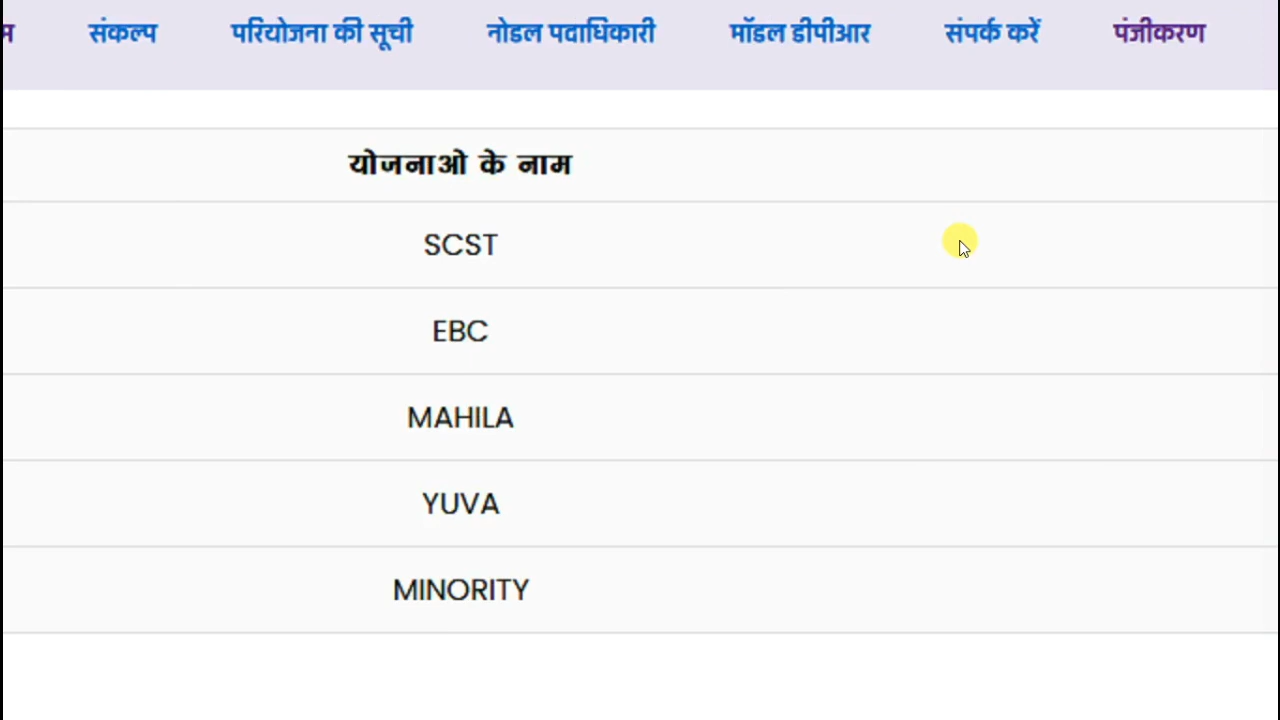 संकल्प परियोजना की सूची नोडल पदाधिकारी मॉडल डीपीआर संपर्क करें पंजीकरण
योजनाओ के नाम
SCST
EBC
MAHILA
YUVA
MINORITY